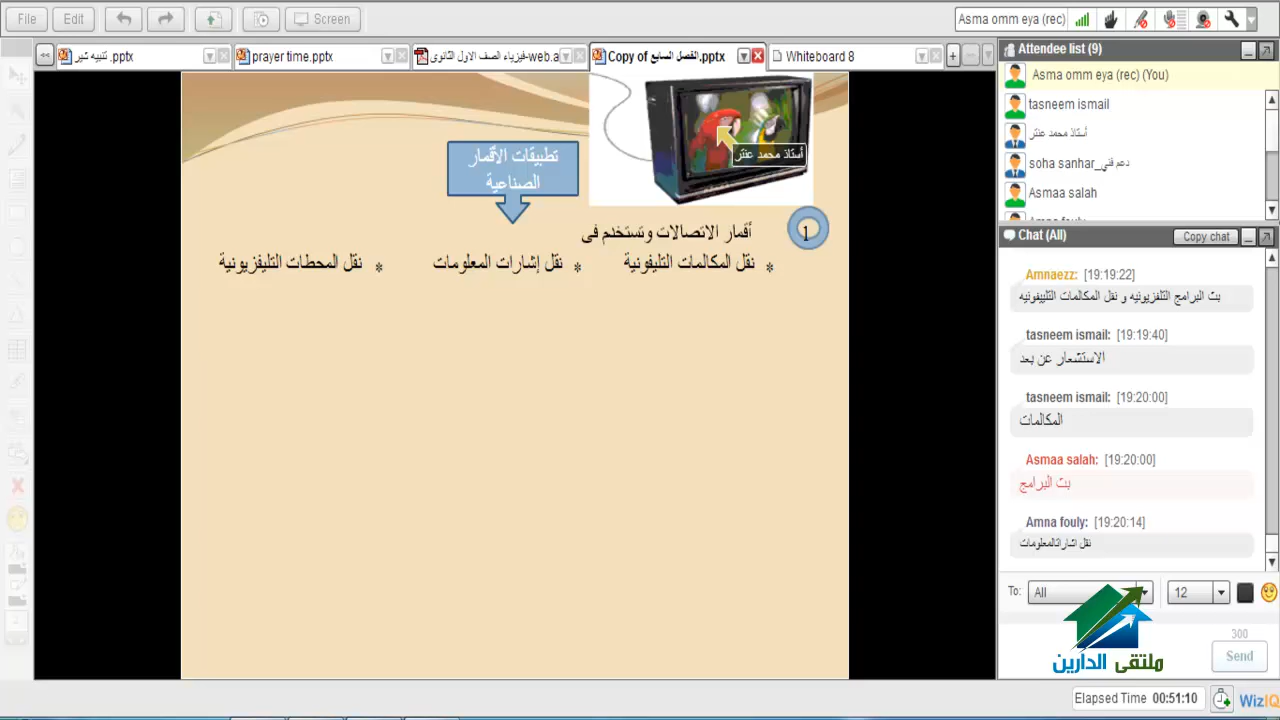 File
Edit
Screen
Asma omm eya (rec)
تنبيه شير .pptx
prayer time.pptx
فيزياء الصف الاول الثانوى-web.a
Copy of الفصل السابع.pptx
Whiteboard 8
أستاذ محمد عنتر
تطبيقات الأقمار
الصناعية
1
أقمار الاتصالات وتستخدم فى
* نقل المكالمات التليفونية * نقل إشارات المعلومات * نقل المحطات التليفزيونية
Attendee list (9)
Asma omm eya (rec) (You)
tasneem ismail
أستاذ محمد عنتر
soha sanhar_دعم فني
Asmaa salah
Amna fouly
Chat (All)
Copy chat
Amnaezz: [19:19:22]
بث البرامج التلفزيونيه و نقل المكالمات التلييفونيه
tasneem ismail: [19:19:40]
الاستشعار عن بعد
tasneem ismail: [19:20:00]
المكالمات
Asmaa salah: [19:20:00]
بث البرامج
Amna fouly: [19:20:14]
نقل اشاراتالمعلومات
To:
All
12
ملتقى الدارين
300
Send
Elapsed Time 00:51:10
WizIQ